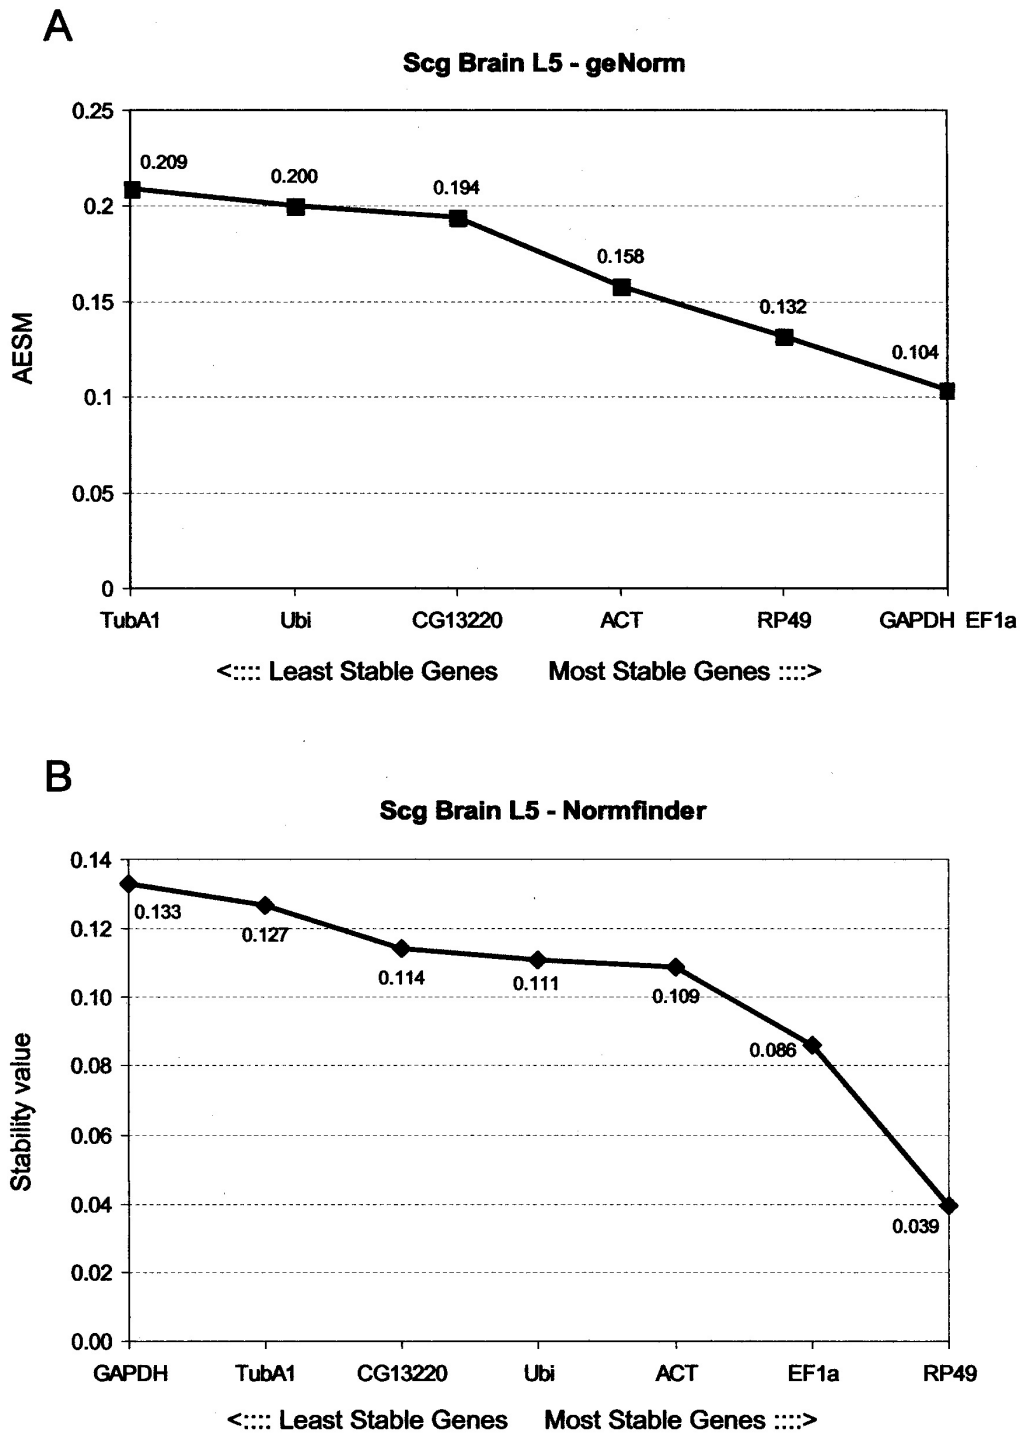 A
Scg Brain L5 - geNorm
0.25
0.2
0.15
0.1
0.05
0
AESM
0.209
0.200
0.194
0.158
0.132
0.104
TubA1 Ubi CG13220 ACT RP49 GAPDH EF1a
<:::: Least Stable Genes Most Stable Genes ::::>
B
Scg Brain L5 - Normfinder
0.14
0.12
0.10
0.08
0.06
0.04
0.02
0.00
Stability value
0.133
0.127
0.114
0.111
0.109
0.086
0.039
GAPDH TubA1 CG13220 Ubi ACT EF1a RP49
<:::: Least Stable Genes Most Stable Genes ::::>